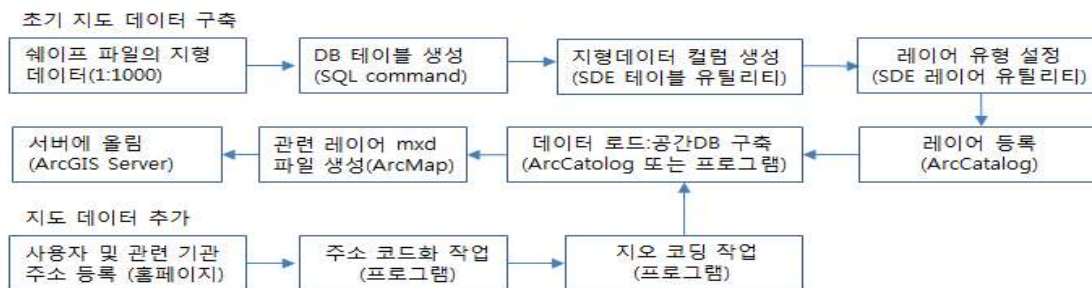 초기 지도 데이터 구축
쉐이프 파일의 지형
데이터(1:1000)
DB 테이블 생성
(SQL command)
지형데이터 컬럼 생성
(SDE 테이블 유틸리티)
레이어 유형 설정
(SDE 레이어 유틸리티)
서버에 올림
(ArcGIS Server)
관련 레이어 mxd
파일 생성(ArcMap)
데이터 로드:공간DB 구축
(ArcCatolog 또는 프로그램)
레이어 등록
(ArcCatalog)
지도 데이터 추가
사용자 및 관련 기관
주소 등록 (홈페이지)
주소 코드화 작업
(프로그램)
지오 코딩 작업
(프로그램)